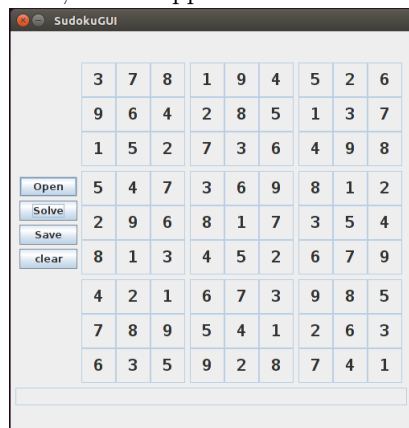 SudokuGUI
3 7 8 1 9 4 5 2 6
9 6 4 2 8 5 1 3 7
1 5 2 7 3 6 4 9 8
Open 5 4 7 3 6 9 8 1 2
Solve
2 9 6 8 1 7 3 5 4
Save
clear 8 1 3 4 5 2 6 7 9
4 2 1 6 7 3 9 8 5
7 8 9 5 4 1 2 6 3
6 3 5 9 2 8 7 4 1